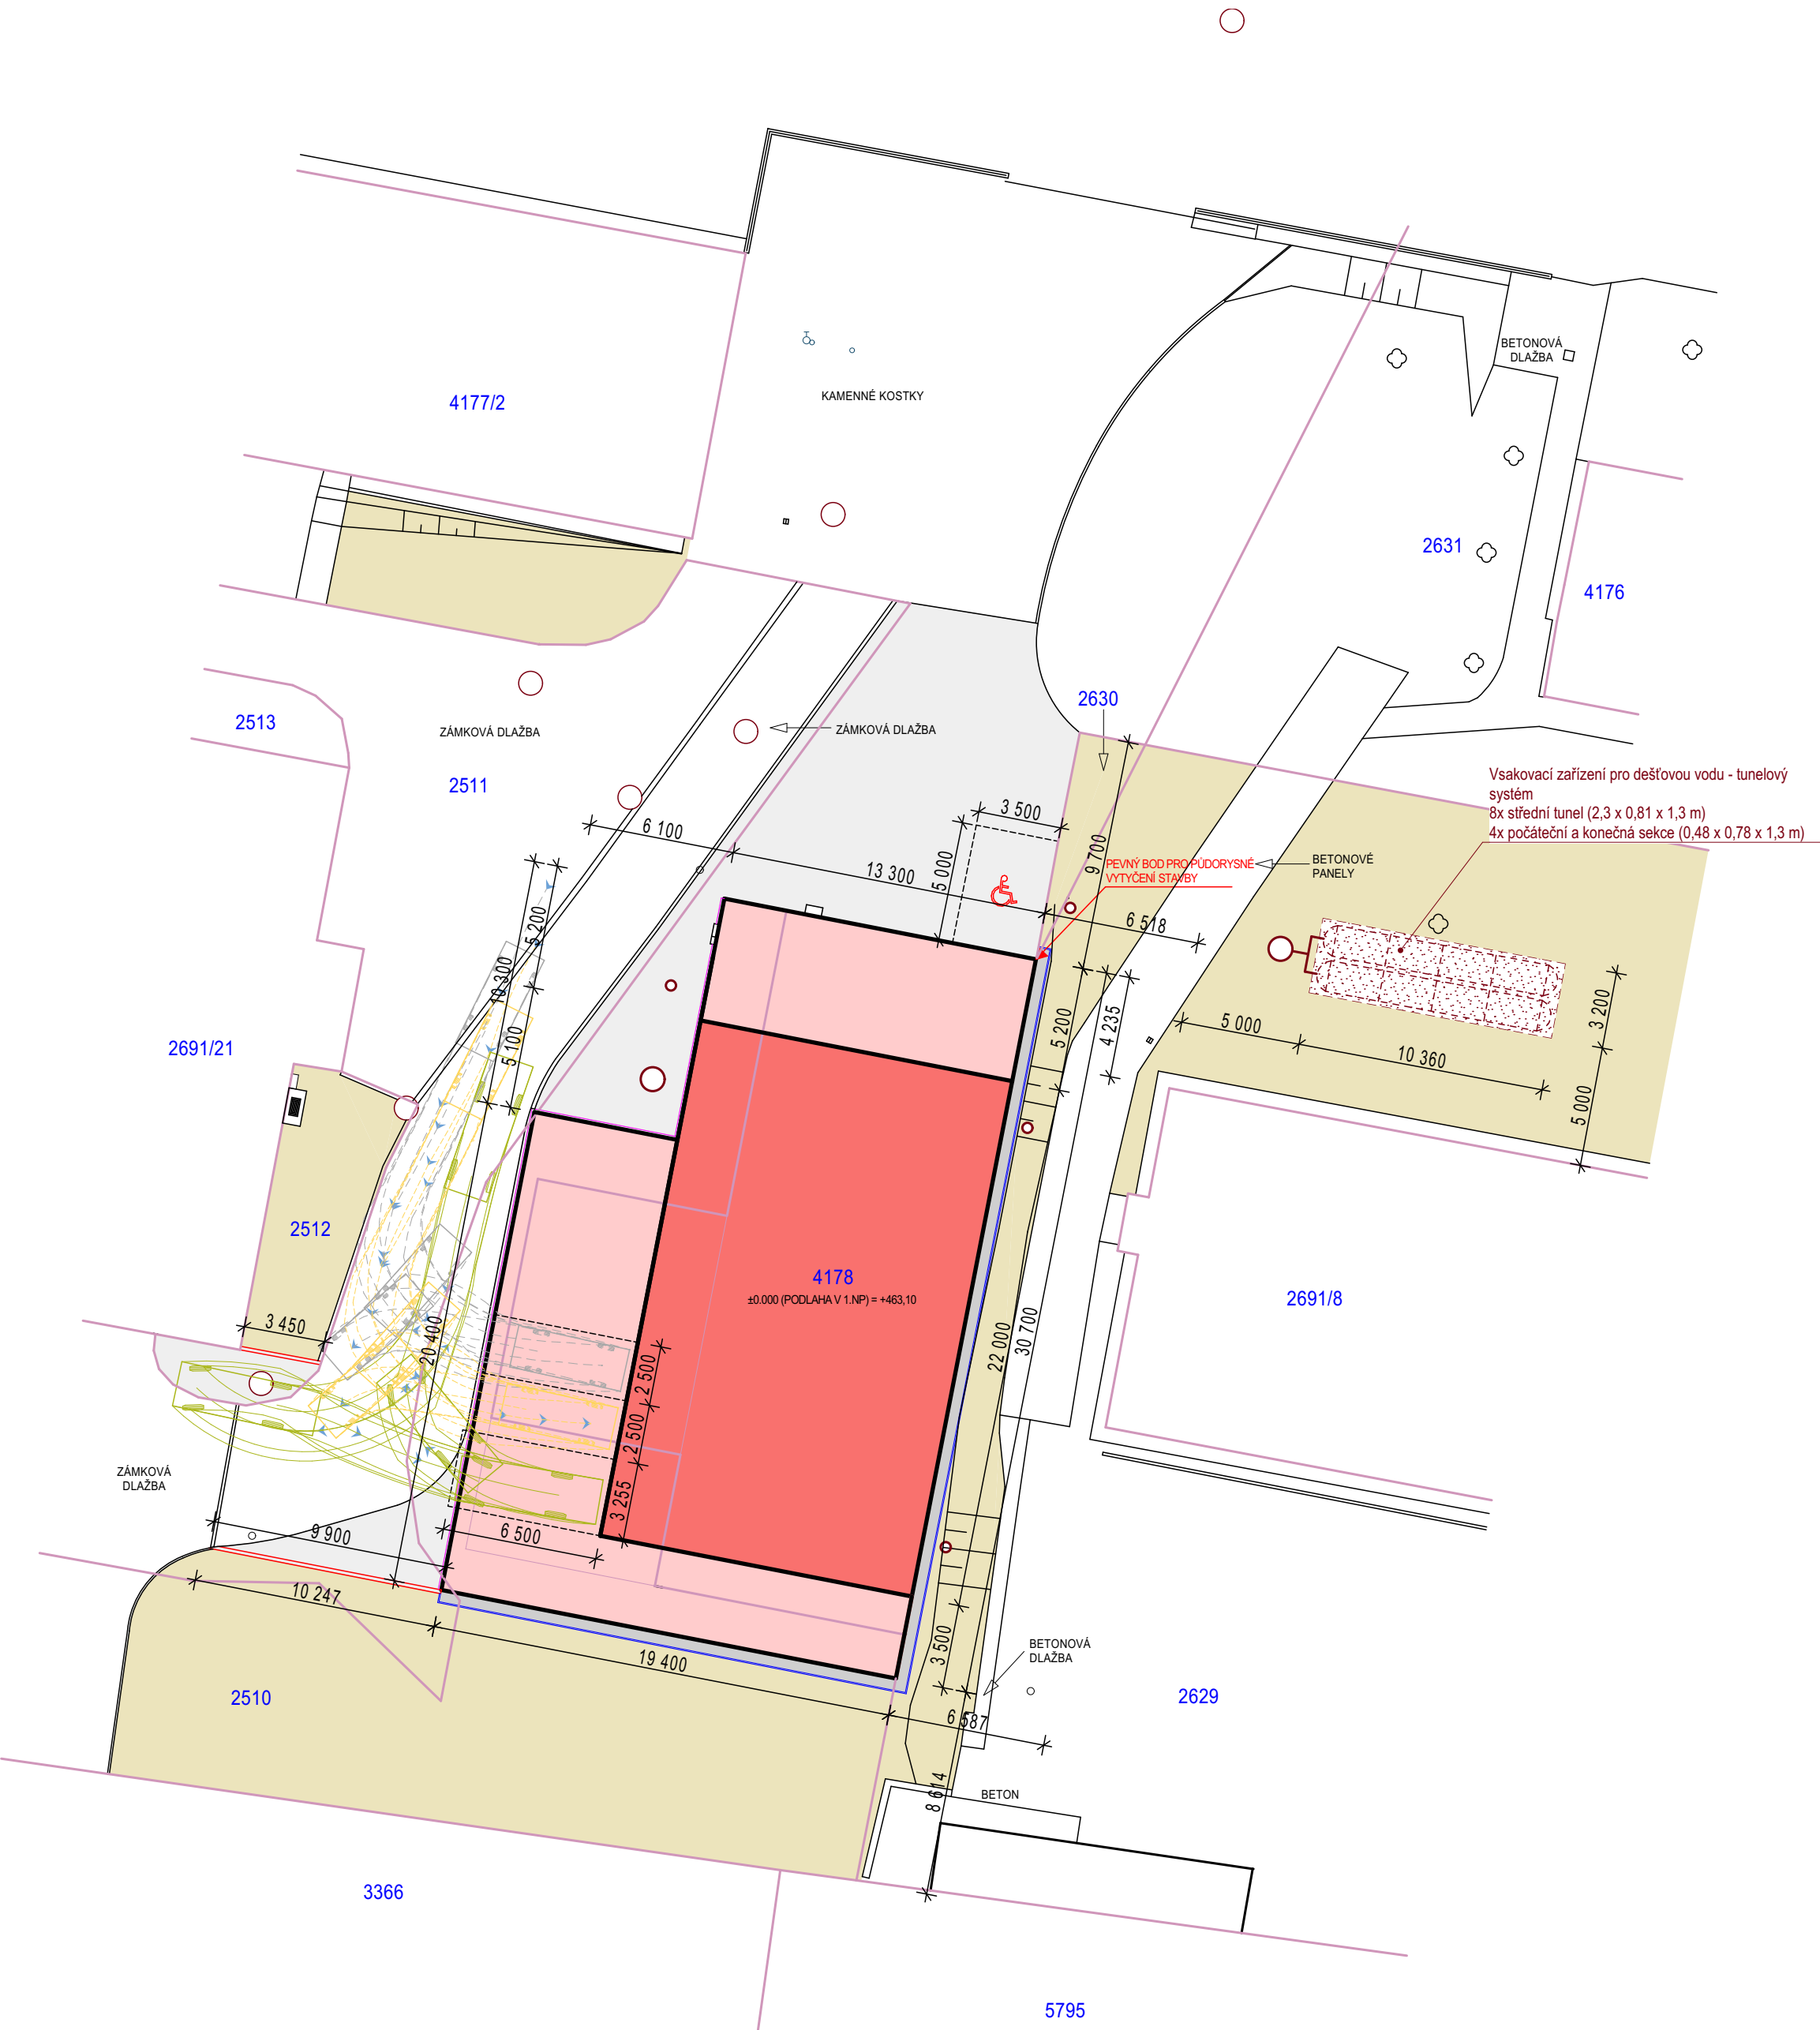 BETONOVÁ
DLAŽBA
4177/2
KAMENNÉ KOSTKY
2631
4176
2630
2513
ZÁMKOVÁ DLAŽBA
ZÁMKOVÁ DLAŽBA
2511
Vsakovací zařízení pro dešťovou vodu - tunelový
systém
8x střední tunel (2,3 x 0,81 x 1,3 m)
4x počáteční a konečná sekce (0,48 x 0,78 x 1,3 m)
3 500
6 100
9 700
5 000
13 300
PEVNÝ BOD PRO PŮDORYSNÉ
VYTYČENÍ STAVBY
BETONOVÉ
PANELY
6 518
5 200
10 300
5 100
5 200
4 235
5 000
10 360
3 200
5 000
2691/21
2512
4178
±0.000 (PODLAHA V 1.NP) = +463,10
2691/8
3 450
20 400
22 000
30 700
2 500
2 500
3 255
ZÁMKOVÁ
DLAŽBA
9 900
6 500
10 247
19 400
3 500
BETONOVÁ
DLAŽBA
2510
2629
6 587
8 614
BETON
3366
5795